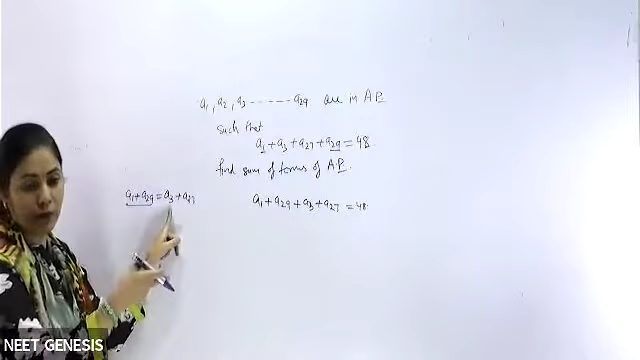 a₁, a₂, a₃ ------ a₂₉ are in A.P.
such that
a₁ + a₃ + a₂₇ + a₂₉ = 48.
find sum of terms of A.P.
a₁ + a₂₉ = a₃ + a₂₇
a₁ + a₂₉ + a₃ + a₂₇ = 48.
NEET GENESIS